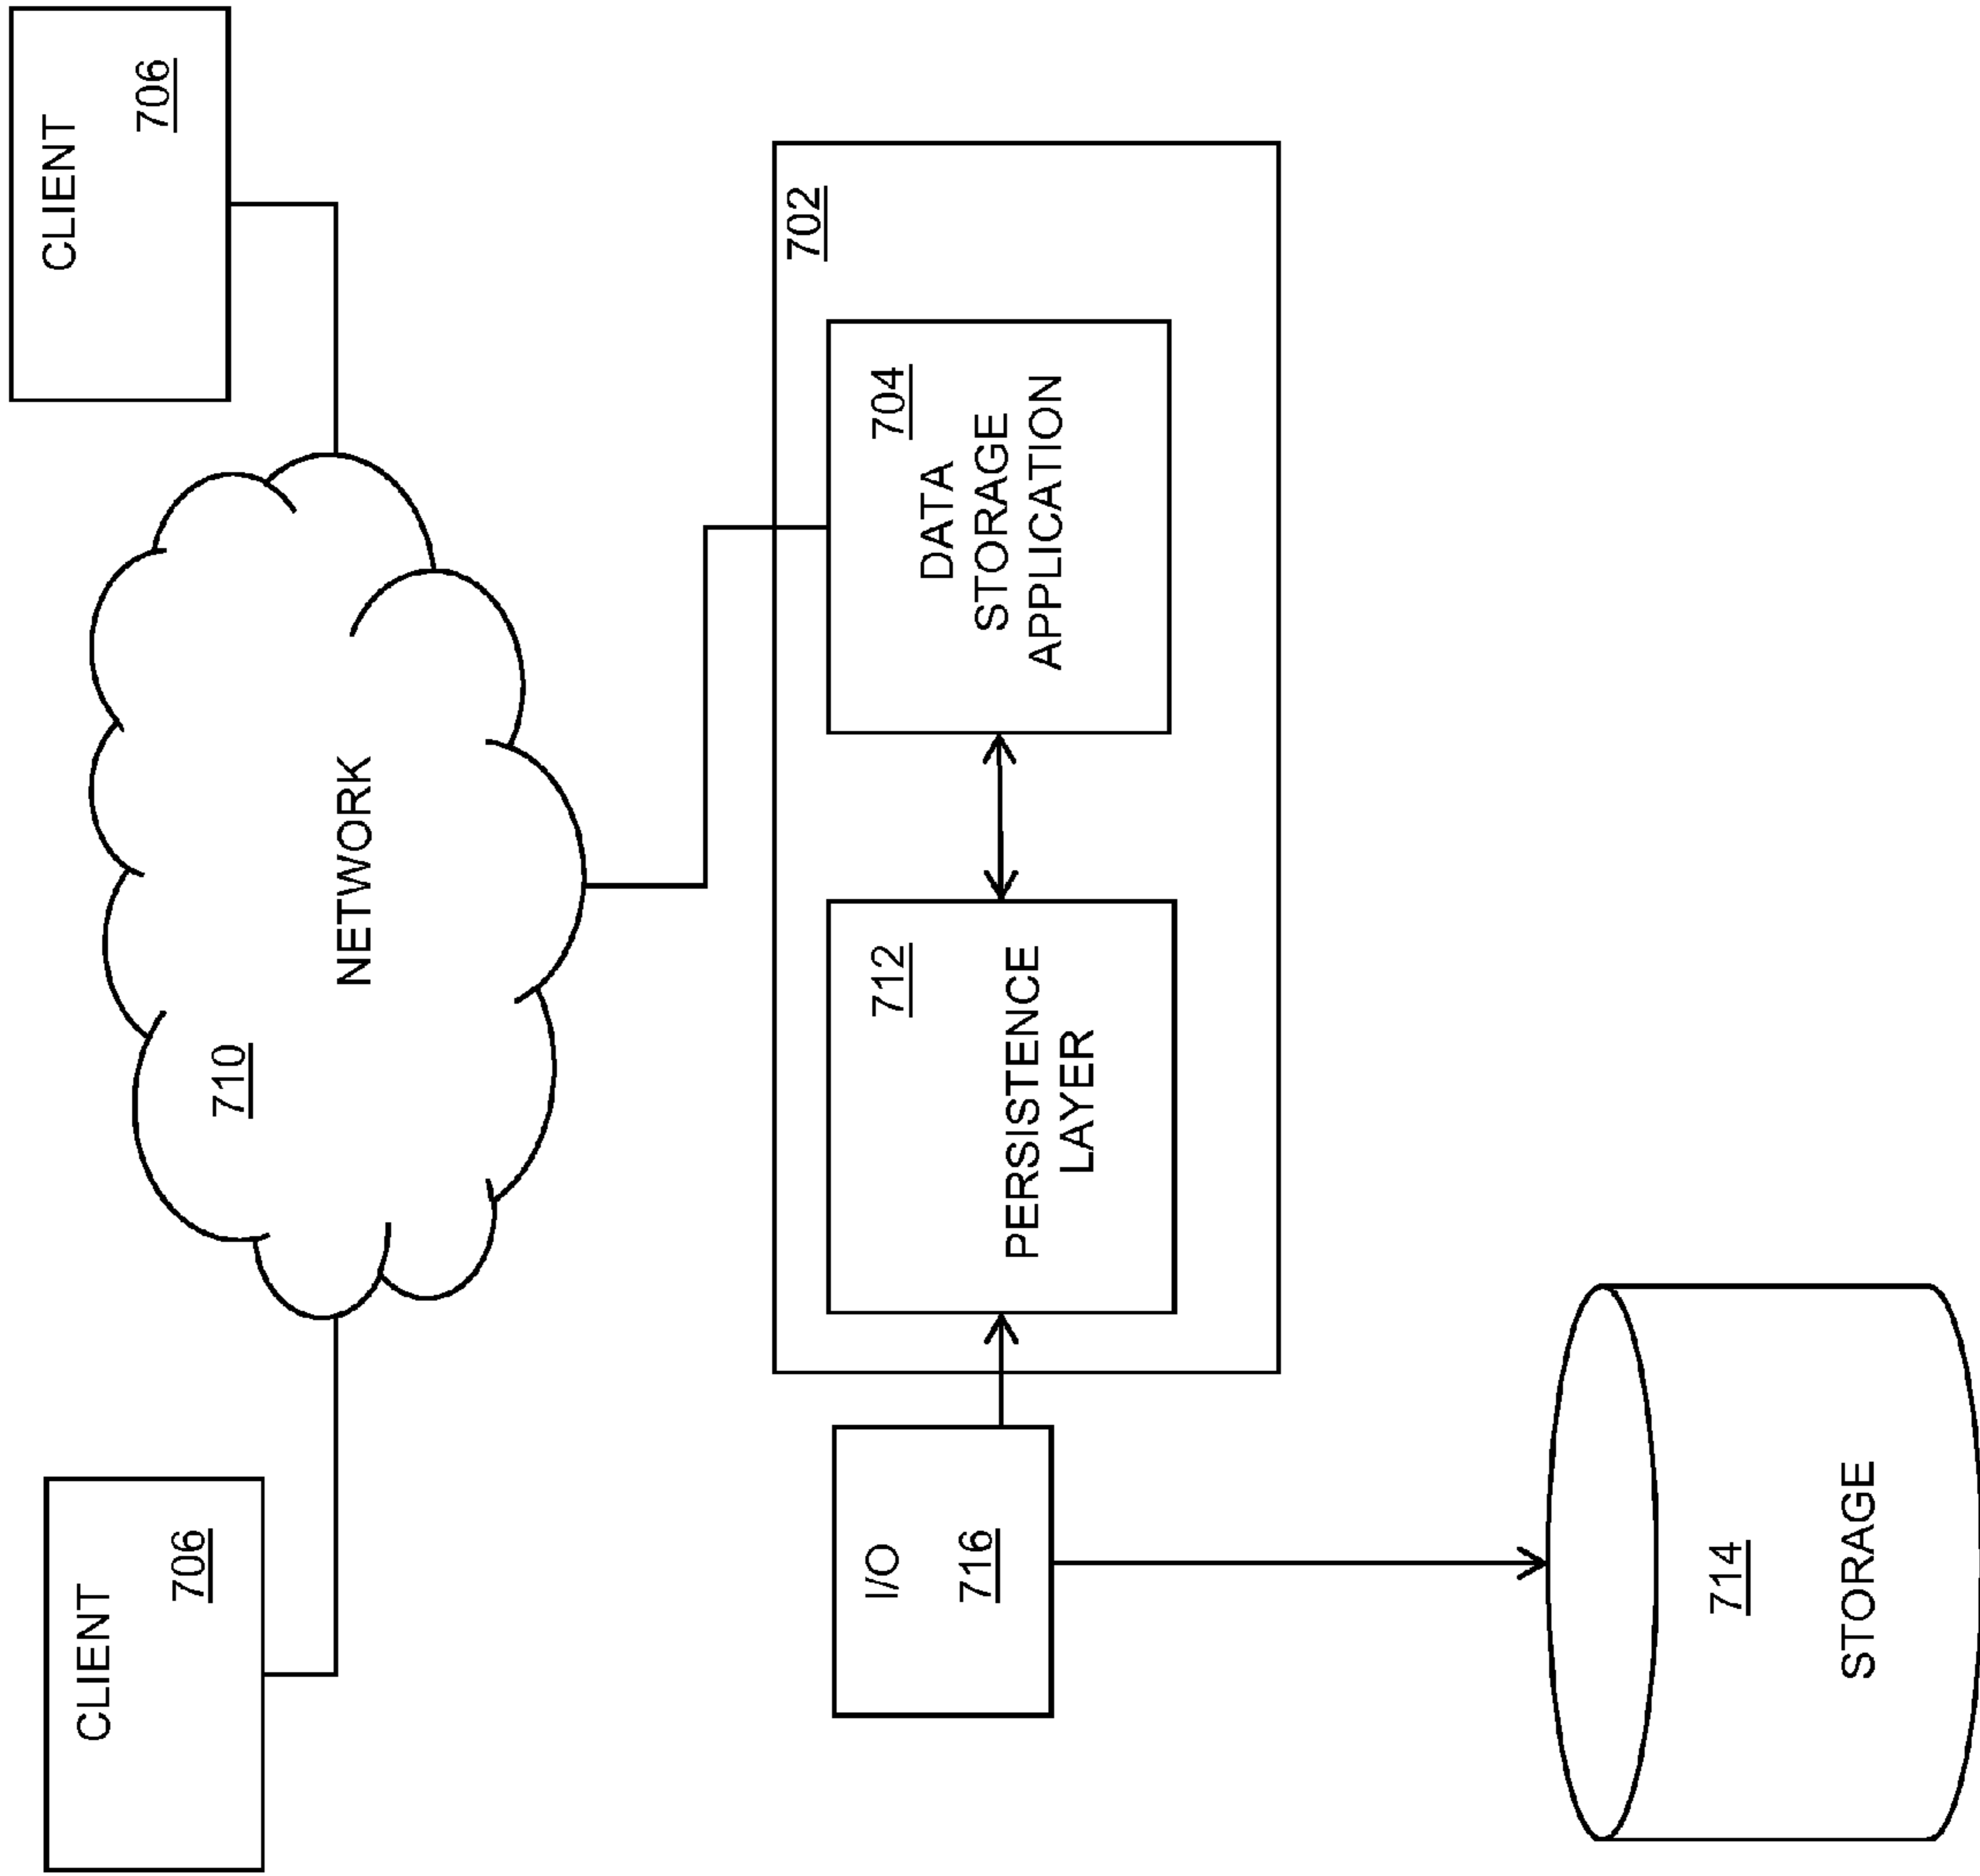 CLIENT
706
CLIENT
706
710
NETWORK
702
712
PERSISTENCE
LAYER
704
DATA
STORAGE
APPLICATION
I/O
716
714
STORAGE